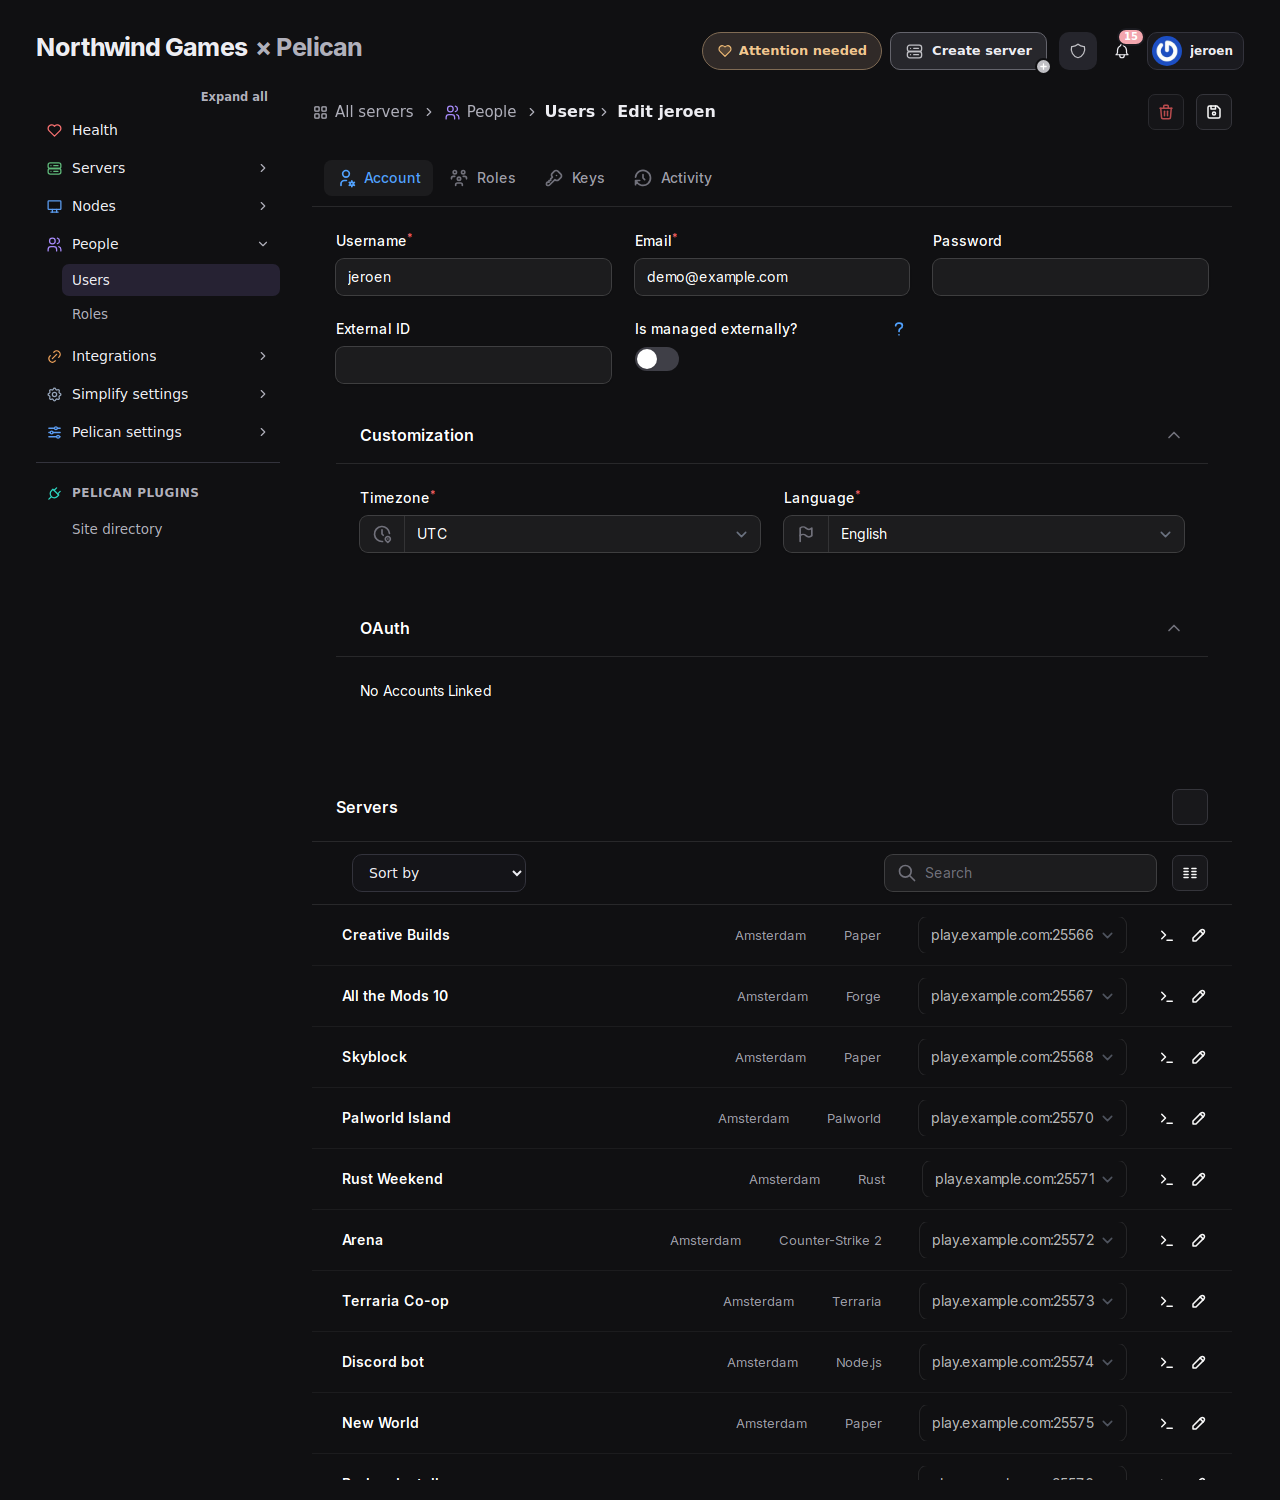 Northwind Games × Pelican
Attention needed
Create server
15
jeroen
Expand all
Health
Servers
Nodes
People
Users
Roles
Integrations
Simplify settings
Pelican settings
PELICAN PLUGINS
Site directory
All servers > People > Users > Edit jeroen
Account
Roles
Keys
Activity
Username*
Email*
Password
jeroen
demo@example.com
External ID
Is managed externally?
?
Customization
Timezone*
Language*
UTC
English
OAuth
No Accounts Linked
Servers
Sort by
Search
Creative Builds Amsterdam Paper play.example.com:25566
All the Mods 10 Amsterdam Forge play.example.com:25567
Skyblock Amsterdam Paper play.example.com:25568
Palworld Island Amsterdam Palworld play.example.com:25570
Rust Weekend Amsterdam Rust play.example.com:25571
Arena Amsterdam Counter-Strike 2 play.example.com:25572
Terraria Co-op Amsterdam Terraria play.example.com:25573
Discord bot Amsterdam Node.js play.example.com:25574
New World Amsterdam Paper play.example.com:25575